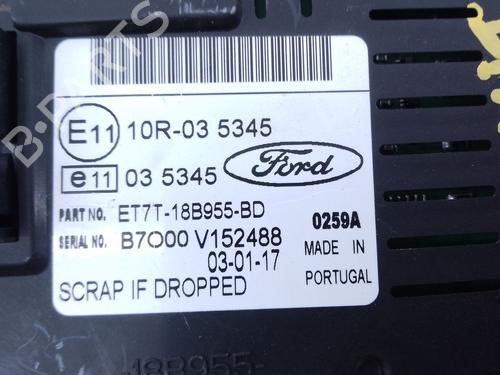 E11 10R-03 5345
e11 03 5345 Ford
PART NO. ET7T-18B955-BD 0259A
SERIAL NO. B7O00 V152488 MADE IN
03-01-17 PORTUGAL
SCRAP IF DROPPED
-18B955-
B-PARTS